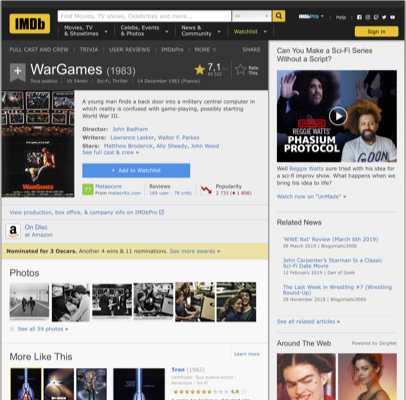 IMDb
Find Movies, TV shows, Celebrities and more...
All
IMDbPro
Help
Movies, TV & Showtimes
Celebs, Events & Photos
News & Community
Watchlist
Sign in
FULL CAST AND CREW | TRIVIA | USER REVIEWS | IMDbPro | MORE
SHARE
WarGames (1983)
7,1
Rate This
Tous publics | 1h 54min | Sci-Fi, Thriller | 14 December 1983 (France)
A young man finds a back door into a military central computer in
which reality is confused with game-playing, possibly starting
World War III.
Director: John Badham
Writers: Lawrence Lasker, Walter F. Parkes
Stars: Matthew Broderick, Ally Sheedy, John Wood
See full cast & crew »
WARGAMES
+ Add to Watchlist
77
Metascore
From metacritic.com
Reviews
165 user | 78 critic
Popularity
2 733
View production, box office, & company info on IMDbPro
a
On Disc
at Amazon
Nominated for 3 Oscars. Another 4 wins & 11 nominations. See more awards »
Photos
See all 59 photos »
More Like This
Learn more
Tron (1982)
Adventure | Sci-Fi
6,8
Can You Make a Sci-Fi Series
Without a Script?
REGGIE WATTS'
PHASIUM
PROTOCOL
Well Reggie Watts sure tried with his idea for
a sci-fi improv show. What happens when we
bring his idea to life?
Watch now on "UnMade" »
Related News
'WWE Nxt' Review (March 6th 2019)
08 March 2019 | Blogomatic3000
John Carpenter's Starman Is a Classic
Sci-Fi Date Movie
12 February 2019 | Den of Geek
The Last Week in Wrestling #7 (Wrestling
Round-Up)
29 November 2018 | Blogomatic3000
See all related articles »
Around The Web
Powered by ZergNet